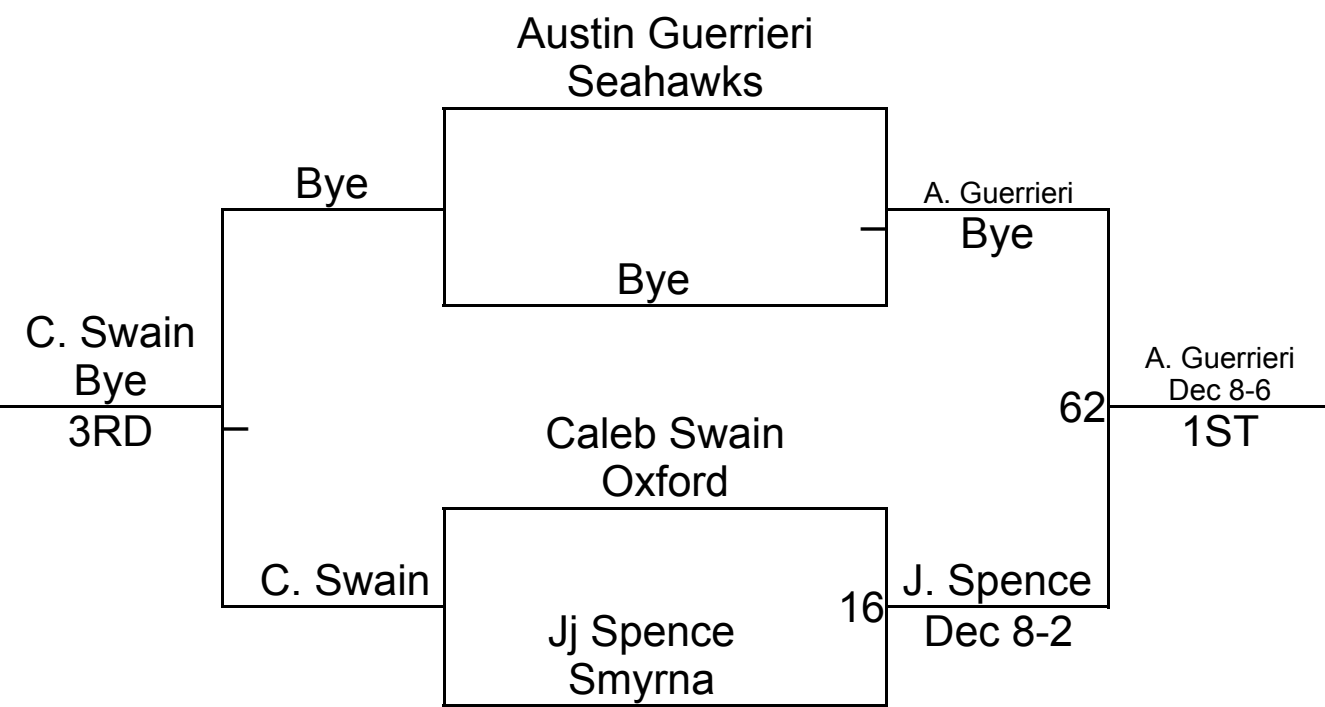 Austin Guerrieri
Seahawks
Bye
A. Guerrieri
Bye
Bye
C. Swain
Bye
3RD
A. Guerrieri
Dec 8-6
62
1ST
Caleb Swain
Oxford
C. Swain
16
J. Spence
Dec 8-2
Jj Spence
Smyrna